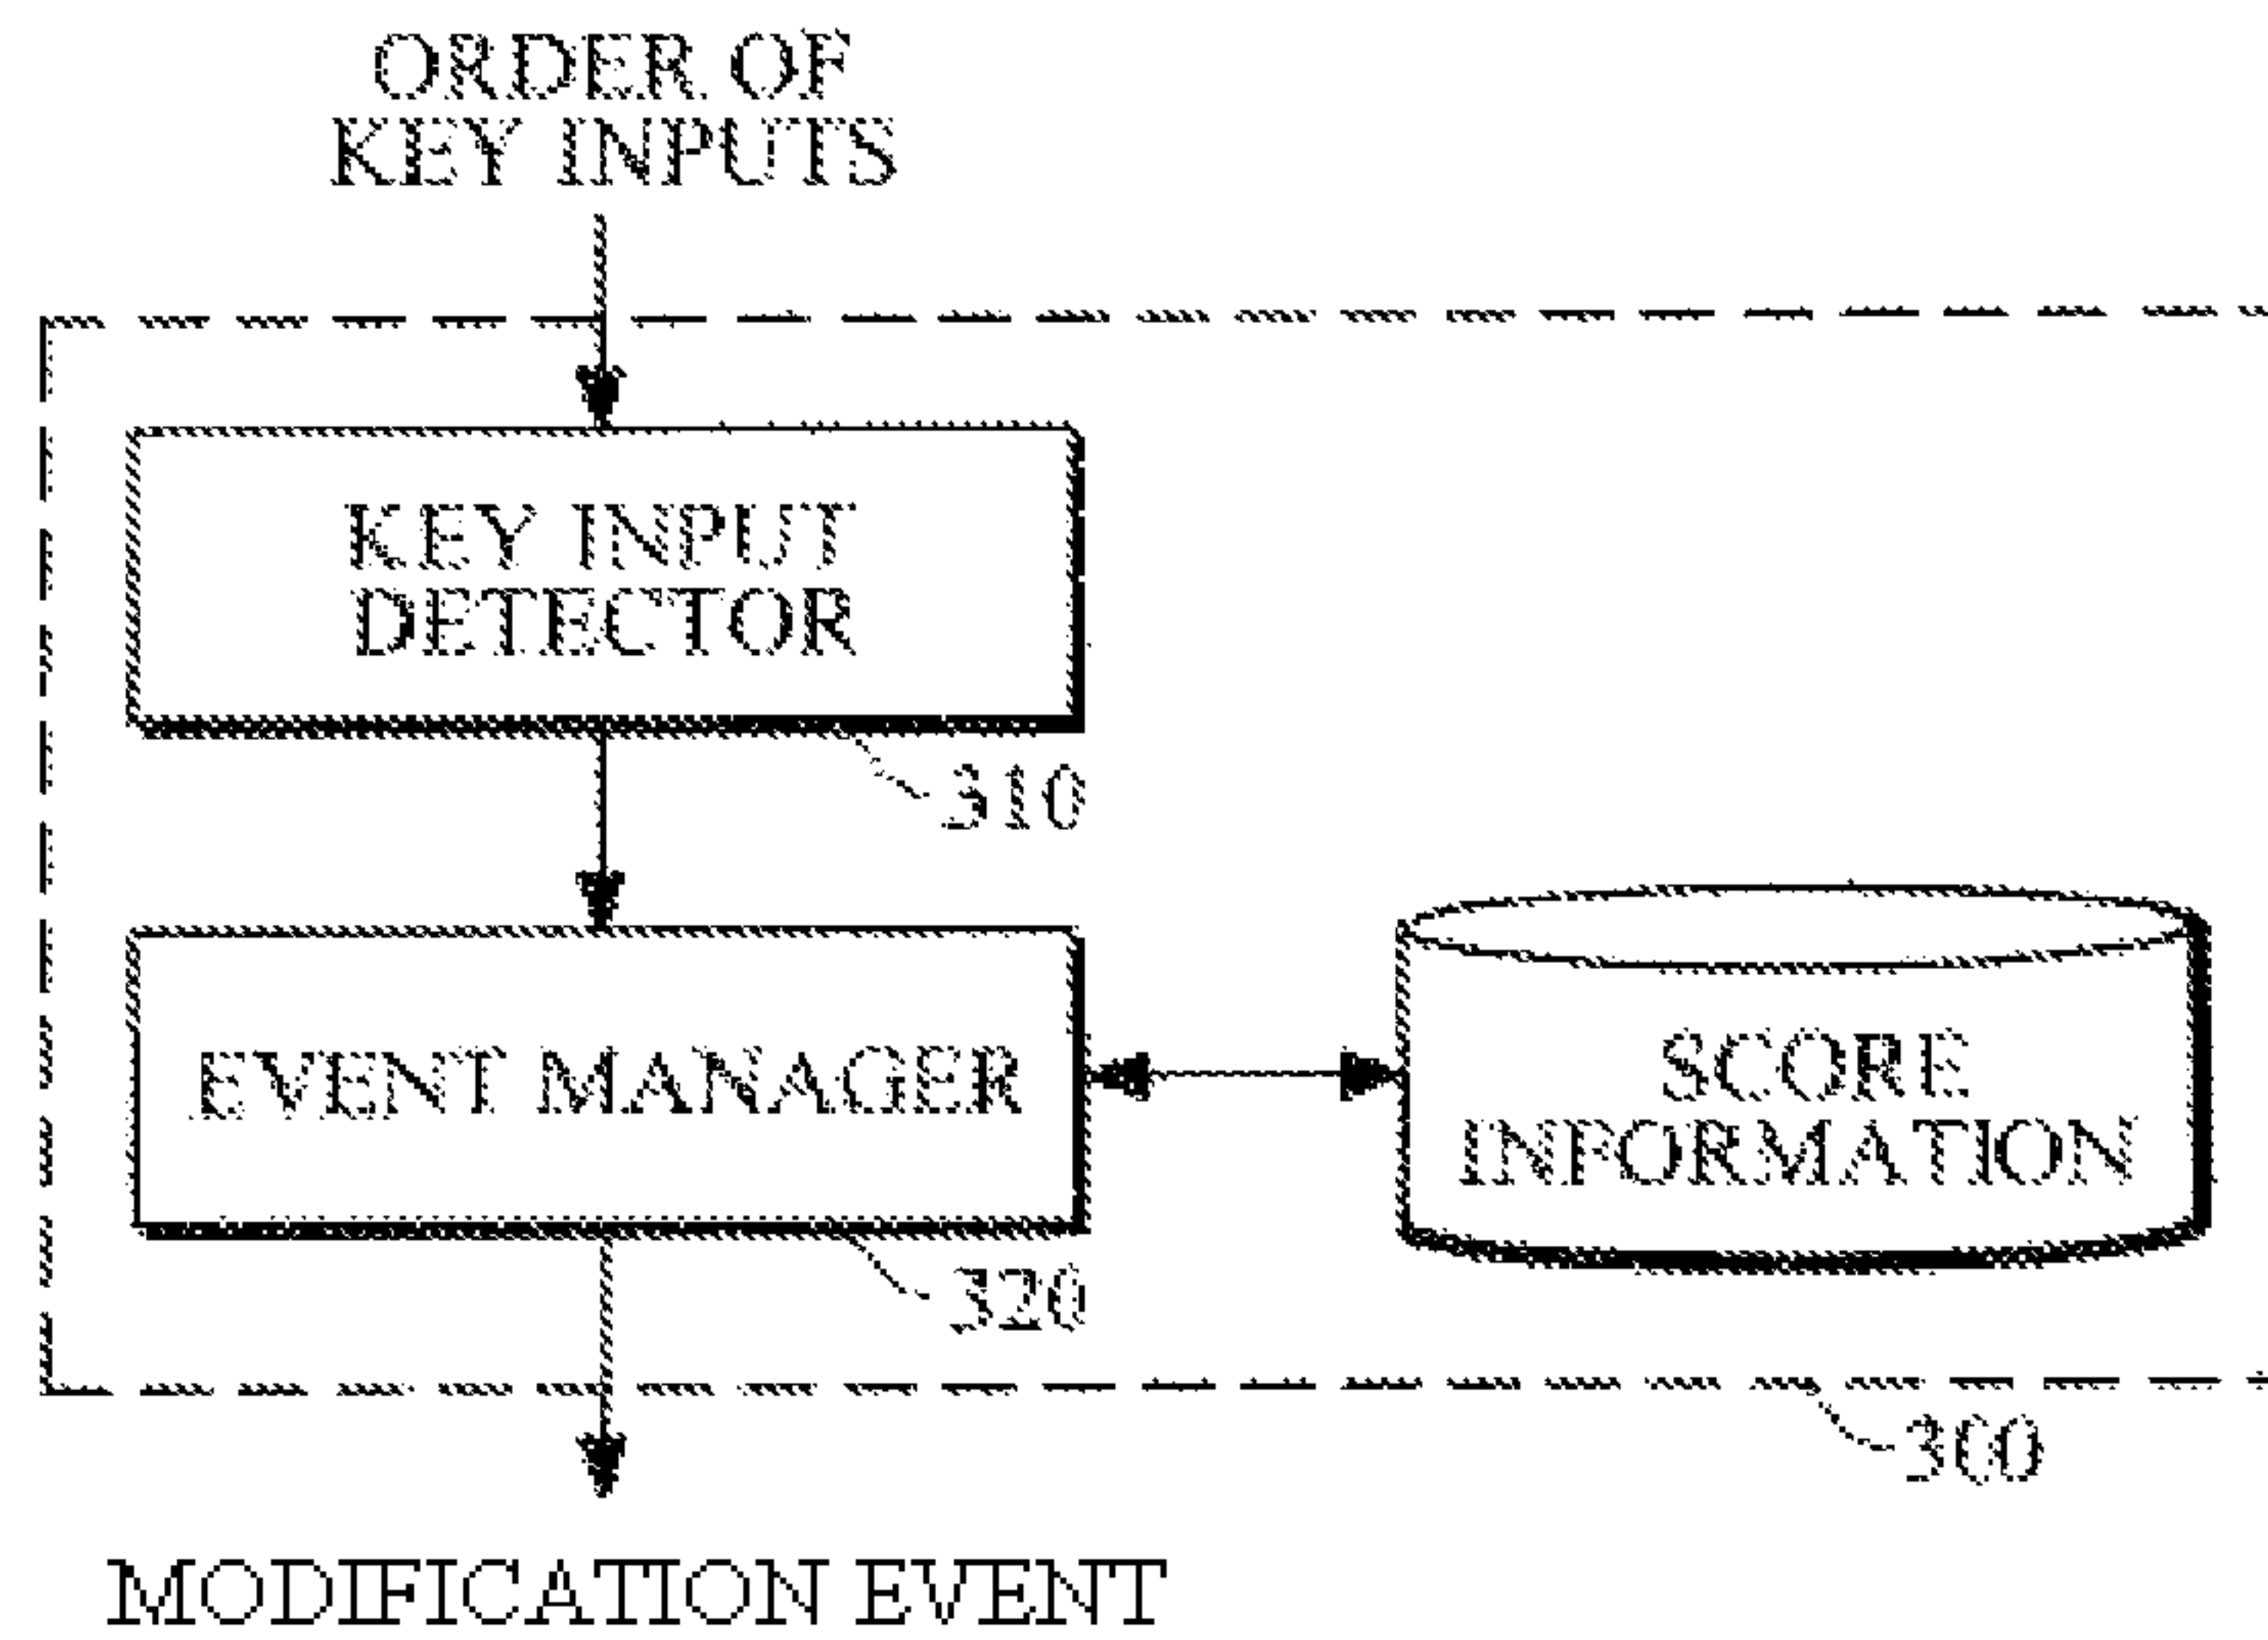 ORDER OF
KEY INPUTS
KEY INPUT
DETECTOR
310
EVENT MANAGER
SCORE
INFORMATION
320
300
MODIFICATION EVENT